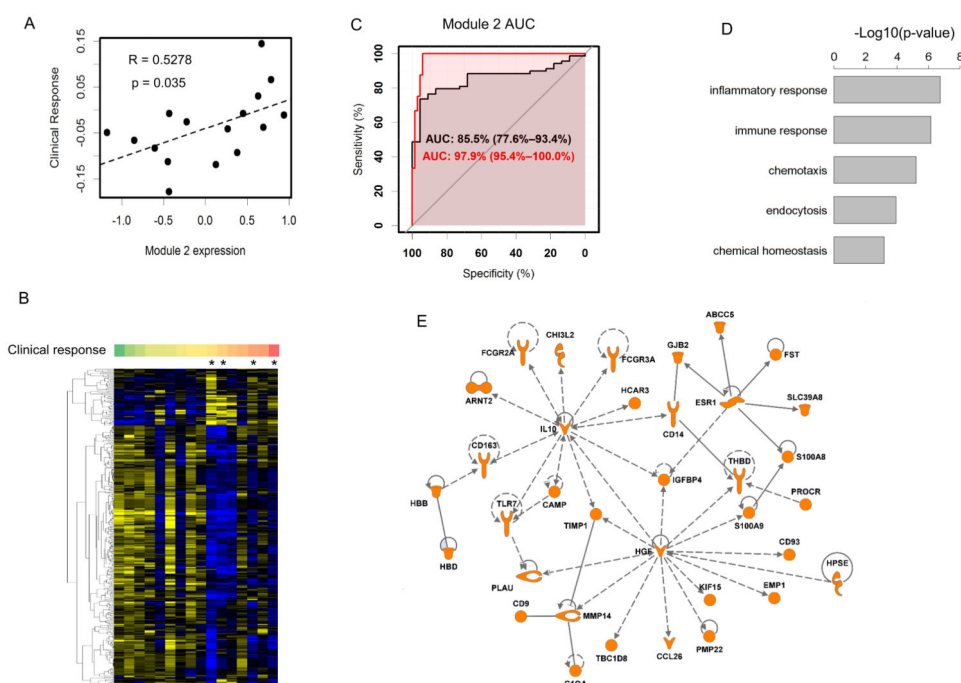 A
R = 0.5278
p = 0.035
Clinical Response
0.15
0.05
-0.05
-0.15
-1.0
-0.5
0.0
0.5
1.0
Module 2 expression
B
Clinical response
* * * *
C
Module 2 AUC
Sensitivity (%)
100
80
60
40
20
0
AUC: 85.5% (77.6%–93.4%)
AUC: 97.9% (95.4%–100.0%)
100 80 60 40 20 0
Specificity (%)
D
-Log10(p-value)
0 2 4 6 8
inflammatory response
immune response
chemotaxis
endocytosis
chemical homeostasis
E
ABCC5
CHI3L2
FCGR2A
FCGR3A
GJB2
FST
ARNT2
HCAR3
ESR1
SLC39A8
IL10
CD14
CD163
THBD
S100A8
IGFBP4
HBB
TLR7
CAMP
PROCR
TIMP1
S100A9
HBD
HGF
CD93
HPSE
PLAU
KIF15
EMP1
CD9
MMP14
TBC1D8
CCL26
PMP22